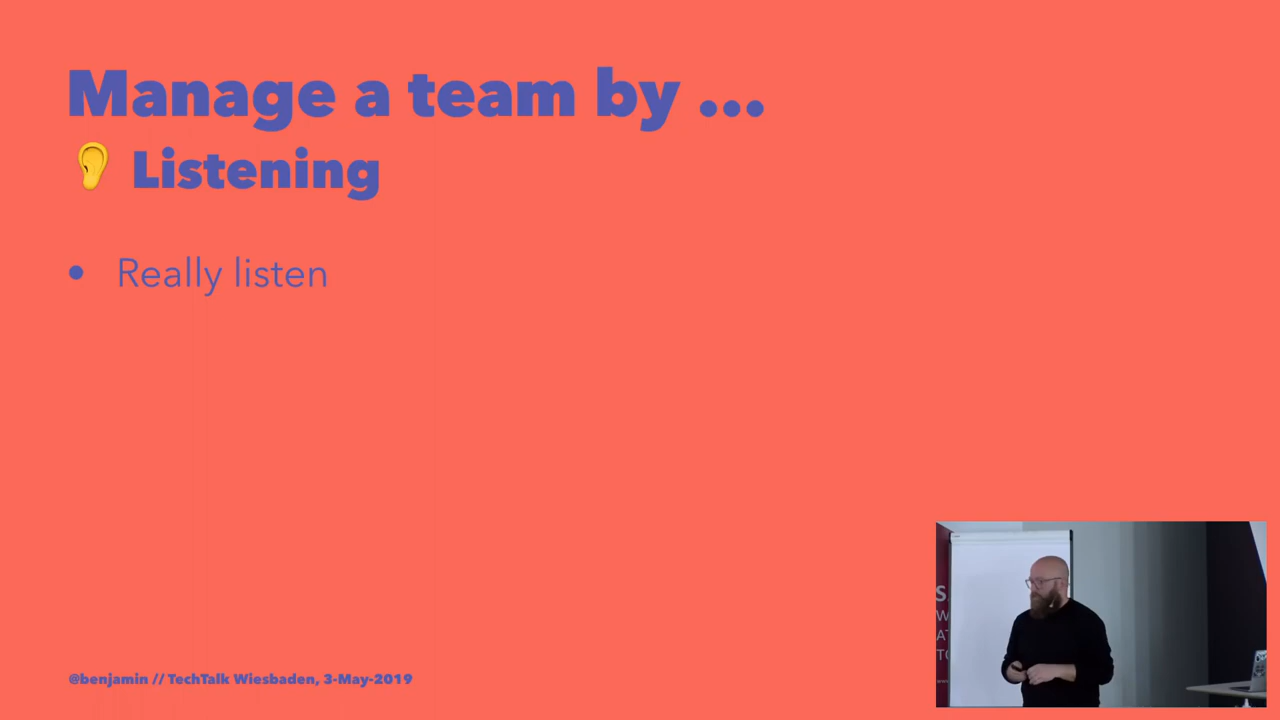 Manage a team by ...
👂 Listening
• Really listen
@benjamin // TechTalk Wiesbaden, 3-May-2019